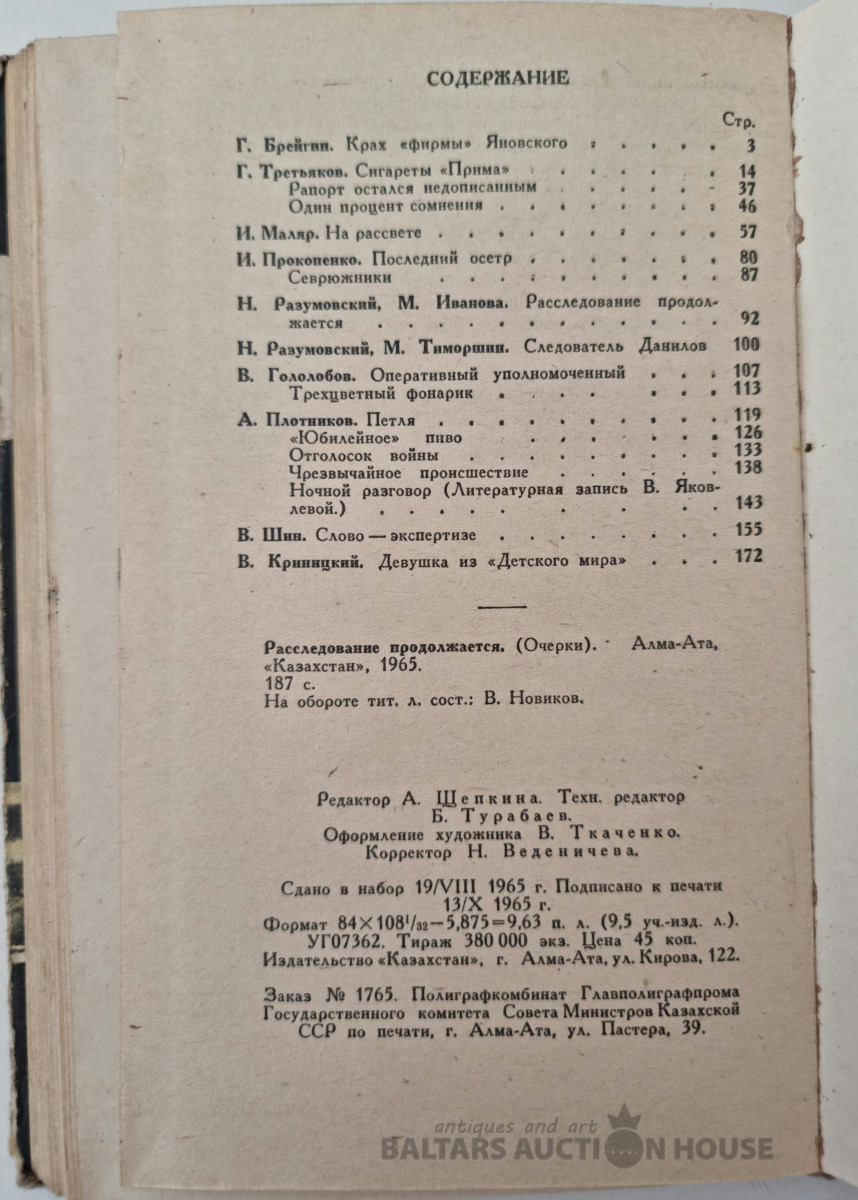 СОДЕРЖАНИЕ
Стр.
Г. Брейгин. Крах «фирмы» Яновского . . . . . 3
Г. Третьяков. Сигареты «Прима» . . . . . . . 14
Рапорт остался недописанным . . . . . . 37
Один процент сомнения . . . . . . . . 46
И. Маляр. На рассвете . . . . . . . . . . 57
И. Прокопенко. Последний осетр . . . . . . . 80
Севрюжники . . . . . . . . . . 87
Н. Разумовский, М. Иванова. Расследование продол-
жается . . . . . . . . . . . . 92
Н. Разумовский, М. Тиморшин. Следователь Данилов 100
В. Гололобов. Оперативный уполномоченный . . . 107
Трехцветный фонарик . . . . . . . 113
А. Плотников. Петля . . . . . . . . . . 119
«Юбилейное» пиво . . . . . . . 126
Отголосок войны . . . . . . . . . 133
Чрезвычайное происшествие . . . . . . 138
Ночной разговор (Литературная запись В. Яков-
левой.) . . . . . . . . . 143
В. Шин. Слово — экспертизе . . . . . . . . 155
В. Криницкий. Девушка из «Детского мира» . . . 172
Расследование продолжается. (Очерки). Алма-Ата,
«Казахстан», 1965.
187 с.
На обороте тит. л. сост.: В. Новиков.
Редактор А. Щепкина. Техн. редактор
Б. Турабаев.
Оформление художника В. Ткаченко.
Корректор Н. Веденичева.
Сдано в набор 19/VIII 1965 г. Подписано к печати
13/X 1965 г.
Формат 84×108¹/₃₂—5,875=9,63 п. л. (9,5 уч.-изд. л.).
УГ07362. Тираж 380 000 экз. Цена 45 коп.
Издательство «Казахстан», г. Алма-Ата, ул. Кирова, 122.
Заказ № 1765. Полиграфкомбинат Главполиграфпрома
Государственного комитета Совета Министров Казахской
ССР по печати, г. Алма-Ата, ул. Пастера, 39.
antiques and art
BALTARS AUCTION HOUSE